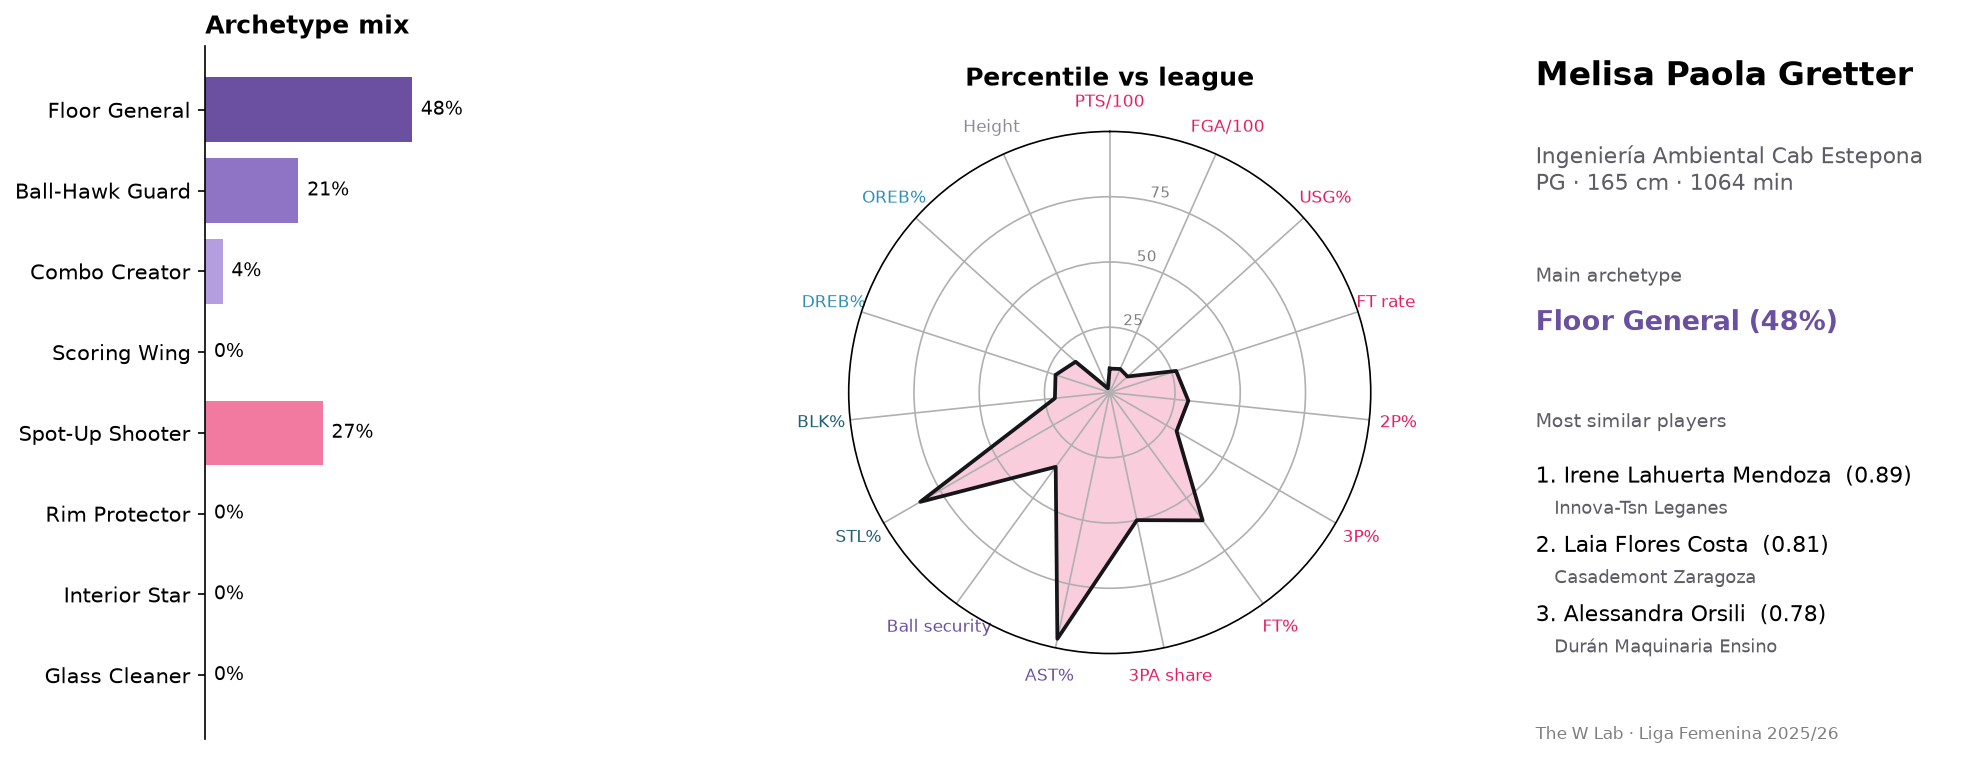 Archetype mix
Floor General
48%
Ball-Hawk Guard
21%
Combo Creator
4%
Scoring Wing
0%
Spot-Up Shooter
27%
Rim Protector
0%
Interior Star
0%
Glass Cleaner
0%
Percentile vs league
PTS/100
FGA/100
USG%
FT rate
2P%
3P%
FT%
3PA share
AST%
Ball security
STL%
BLK%
DREB%
OREB%
Height
75
50
25
Melisa Paola Gretter
Ingeniería Ambiental Cab Estepona
PG · 165 cm · 1064 min
Main archetype
Floor General (48%)
Most similar players
1. Irene Lahuerta Mendoza (0.89)
Innova-Tsn Leganes
2. Laia Flores Costa (0.81)
Casademont Zaragoza
3. Alessandra Orsili (0.78)
Durán Maquinaria Ensino
The W Lab · Liga Femenina 2025/26